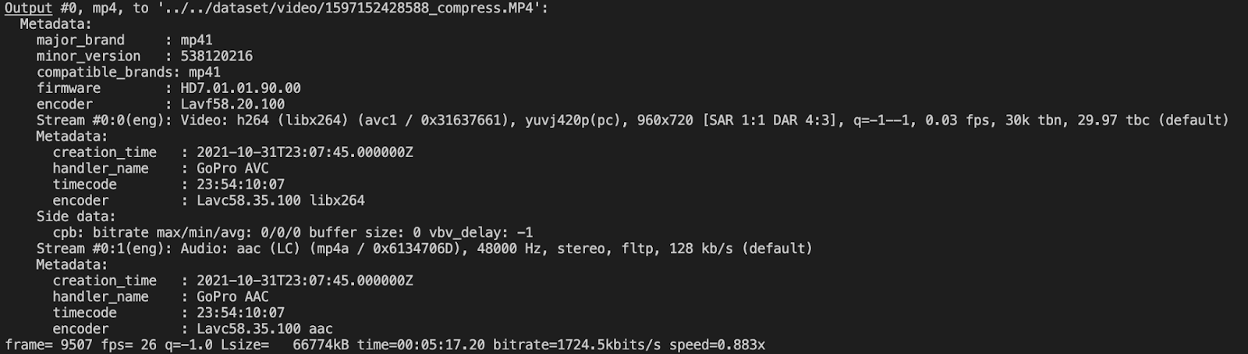 Output #0, mp4, to '../../dataset/video/1597152428588_compress.MP4':
  Metadata:
    major_brand     : mp41
    minor_version   : 538120216
    compatible_brands: mp41
    firmware        : HD7.01.01.90.00
    encoder         : Lavf58.20.100
    Stream #0:0(eng): Video: h264 (libx264) (avc1 / 0x31637661), yuvj420p(pc), 960x720 [SAR 1:1 DAR 4:3], q=-1--1, 0.03 fps, 30k tbn, 29.97 tbc (default)
    Metadata:
      creation_time   : 2021-10-31T23:07:45.000000Z
      handler_name    : GoPro AVC
      timecode        : 23:54:10:07
      encoder         : Lavc58.35.100 libx264
    Side data:
      cpb: bitrate max/min/avg: 0/0/0 buffer size: 0 vbv_delay: -1
    Stream #0:1(eng): Audio: aac (LC) (mp4a / 0x6134706D), 48000 Hz, stereo, fltp, 128 kb/s (default)
    Metadata:
      creation_time   : 2021-10-31T23:07:45.000000Z
      handler_name    : GoPro AAC
      timecode        : 23:54:10:07
      encoder         : Lavc58.35.100 aac
frame= 9507 fps= 26 q=-1.0 Lsize=   66774kB time=00:05:17.20 bitrate=1724.5kbits/s speed=0.883x